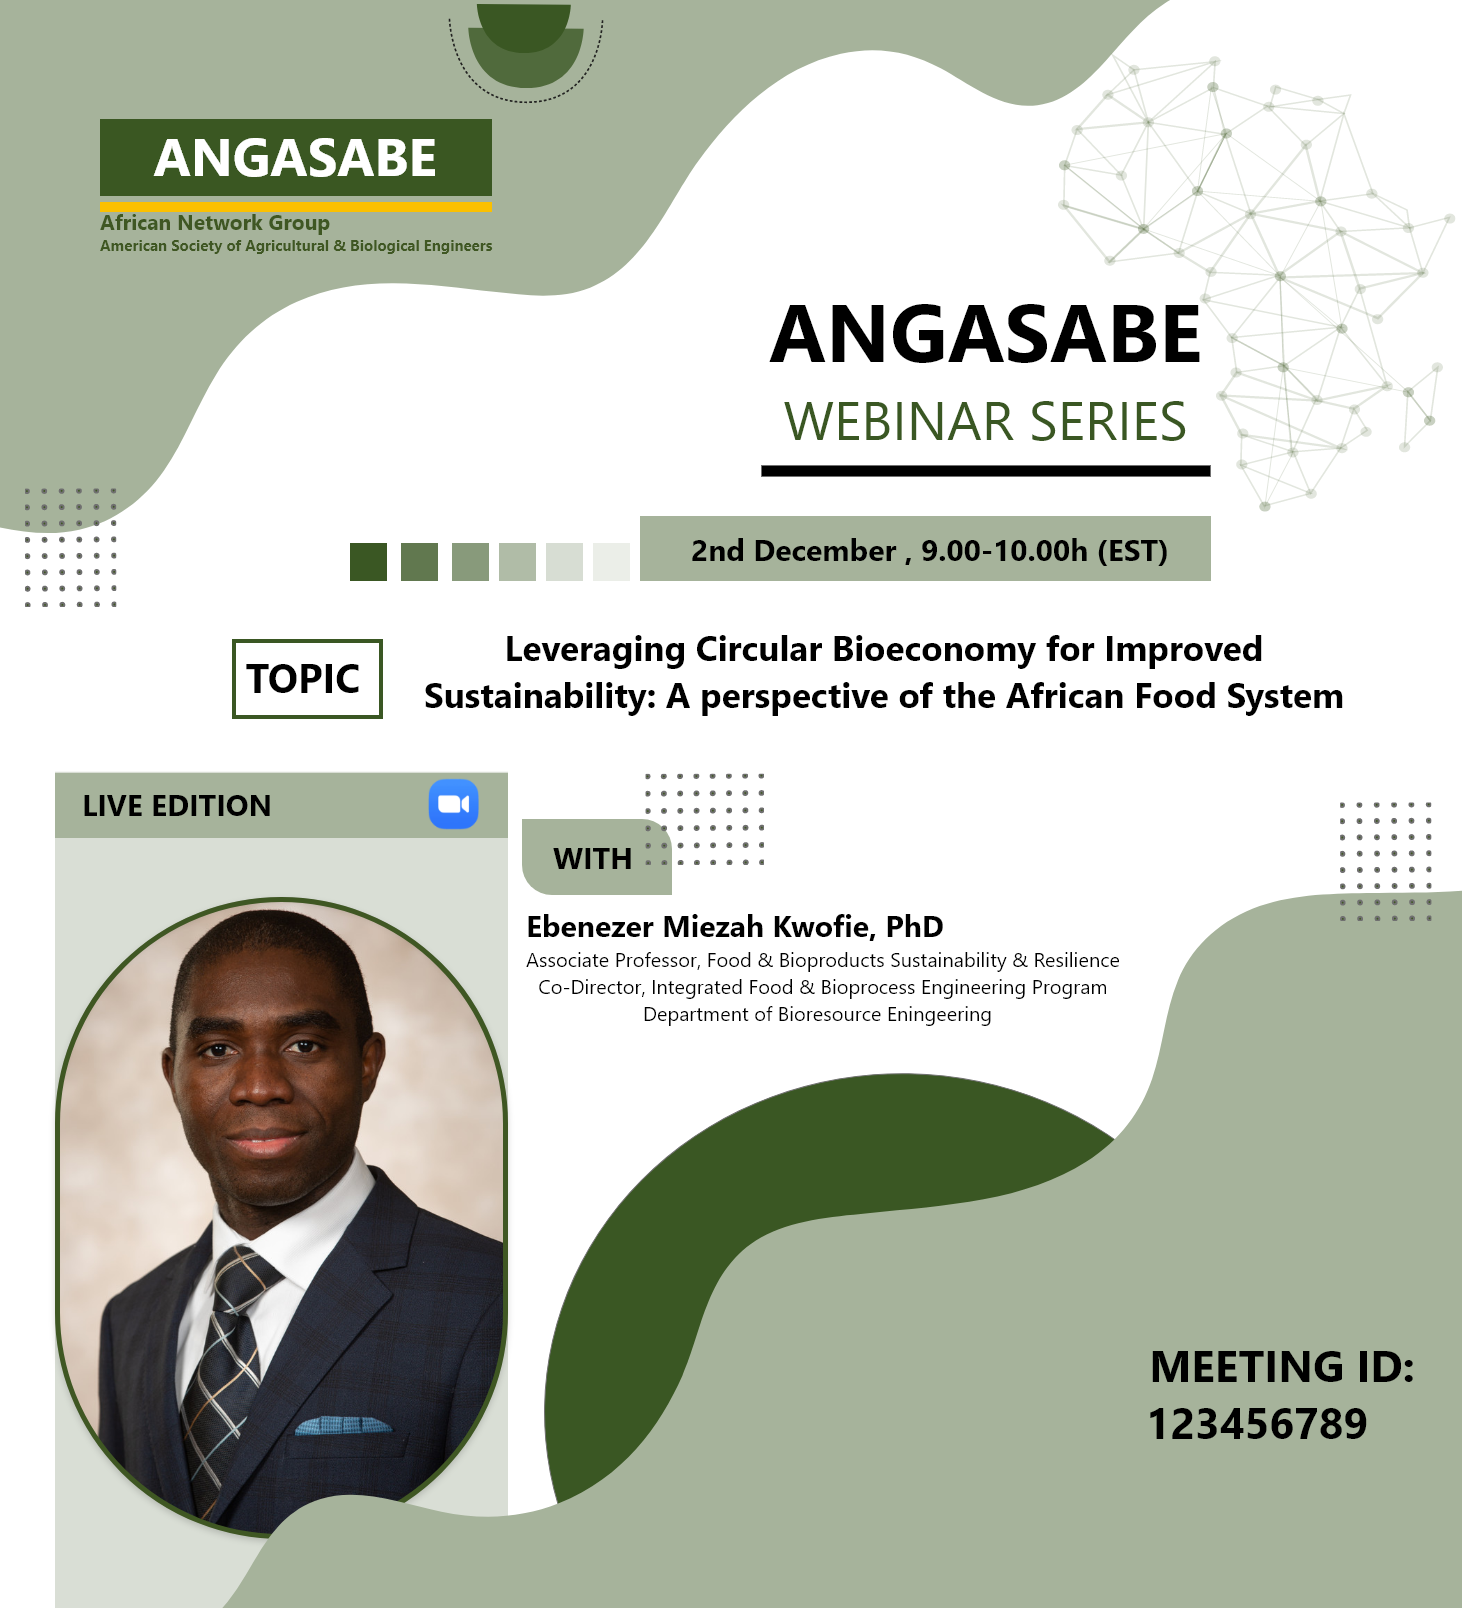 ANGASABE
African Network Group
American Society of Agricultural & Biological Engineers
ANGASABE
WEBINAR SERIES
2nd December , 9.00-10.00h (EST)
TOPIC
Leveraging Circular Bioeconomy for Improved
Sustainability: A perspective of the African Food System
LIVE EDITION
WITH
Ebenezer Miezah Kwofie, PhD
Associate Professor, Food & Bioproducts Sustainability & Resilience
Co-Director, Integrated Food & Bioprocess Engineering Program
Department of Bioresource Eningeering
MEETING ID:
123456789